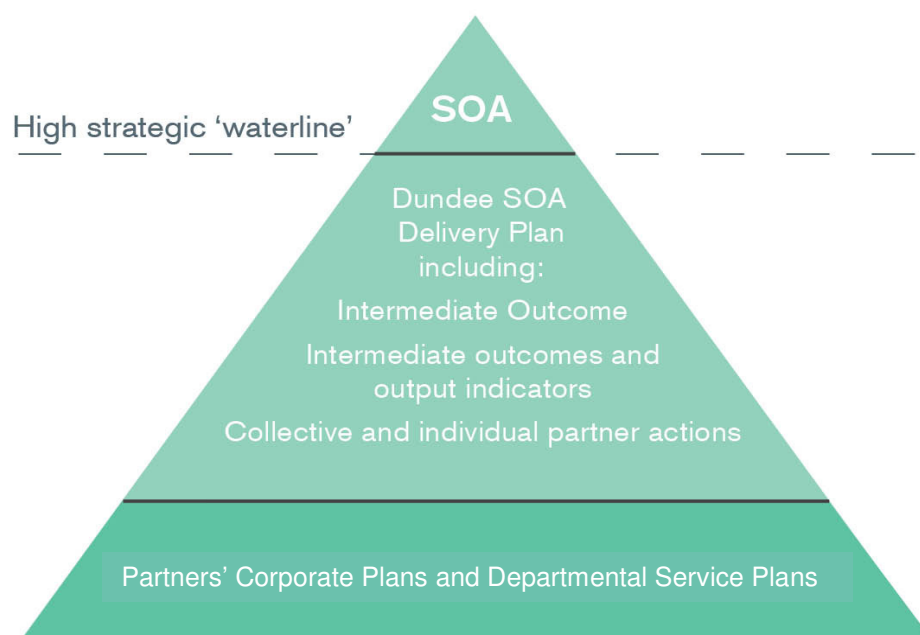 SOA
High strategic ‘waterline’
Dundee SOA
Delivery Plan
including:
Intermediate Outcome
Intermediate outcomes and
output indicators
Collective and individual partner actions
Partners’ Corporate Plans and Departmental Service Plans